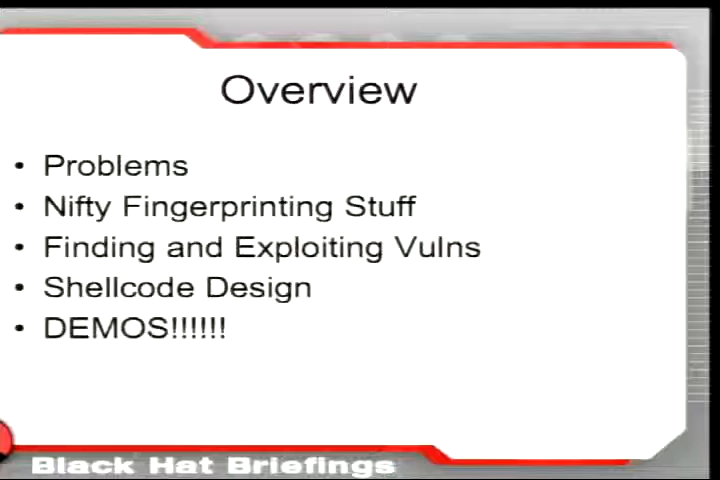 Overview
• Problems
• Nifty Fingerprinting Stuff
• Finding and Exploiting Vulns
• Shellcode Design
• DEMOS!!!!!!
Black Hat Briefings